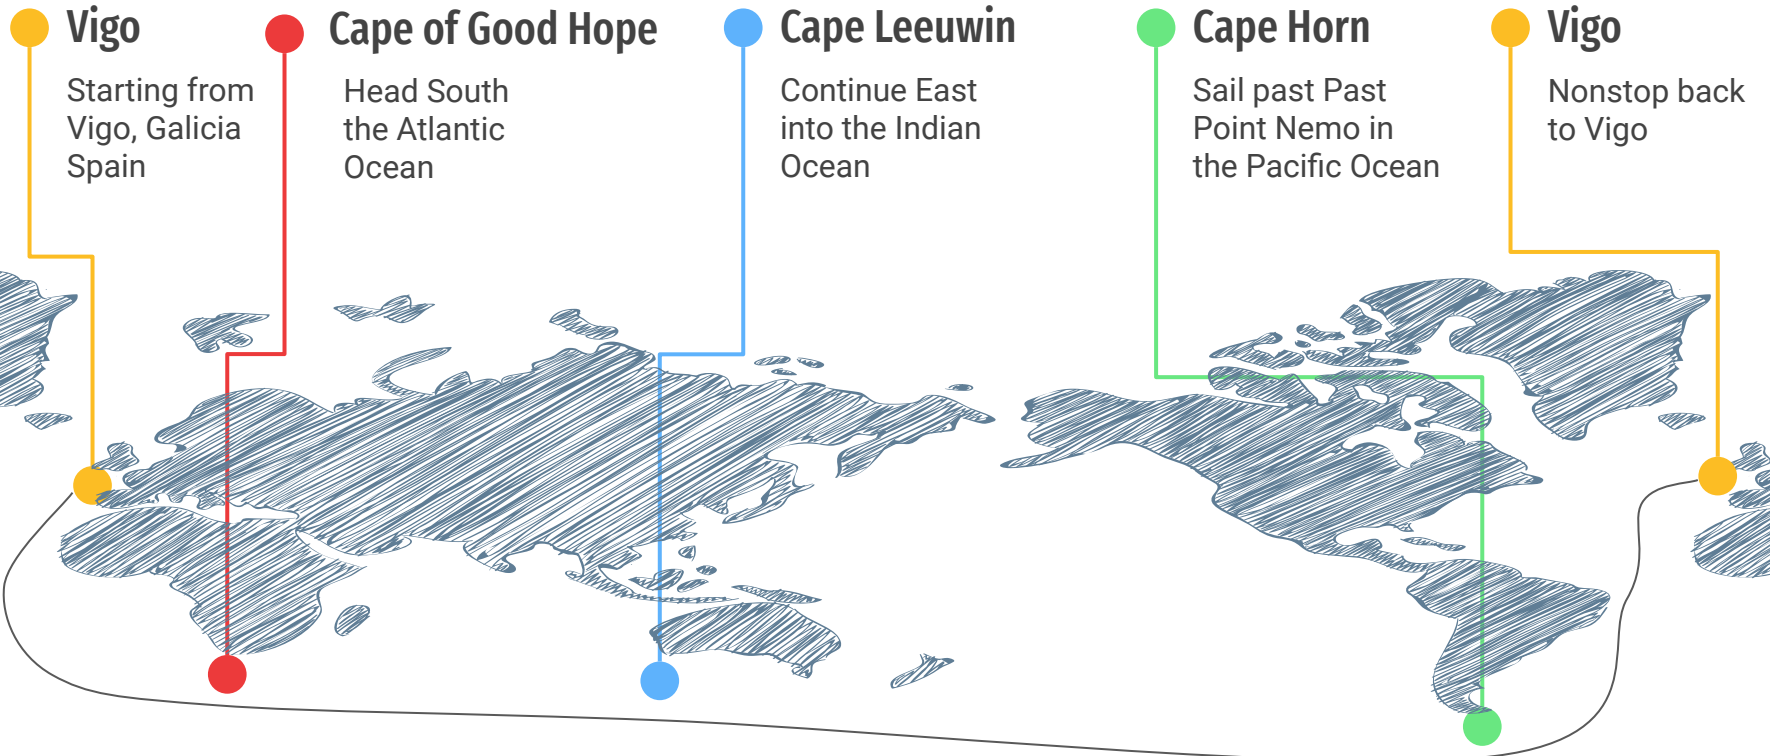 Vigo
Starting from
Vigo, Galicia
Spain
Cape of Good Hope
Head South
the Atlantic
Ocean
Cape Leeuwin
Continue East
into the Indian
Ocean
Cape Horn
Sail past Past
Point Nemo in
the Pacific Ocean
Vigo
Nonstop back
to Vigo